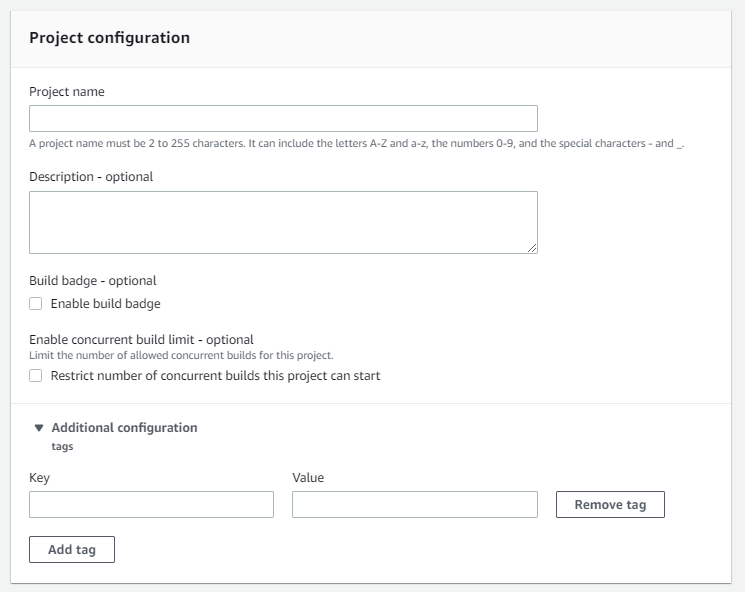 Project configuration
Project name
A project name must be 2 to 255 characters. It can include the letters A-Z and a-z, the numbers 0-9, and the special characters - and _.
Description - optional
Build badge - optional
Enable build badge
Enable concurrent build limit - optional
Limit the number of allowed concurrent builds for this project.
Restrict number of concurrent builds this project can start
Additional configuration
tags
Key Value
Remove tag
Add tag